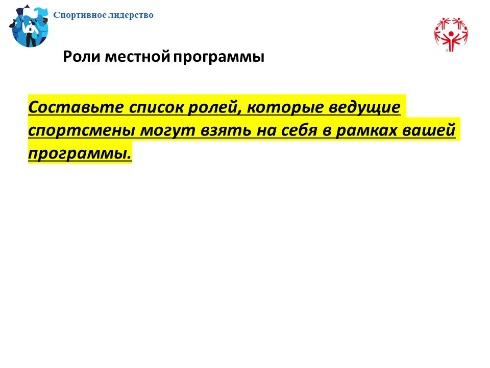 Спортивное лидерство
Роли местной программы
Составьте список ролей, которые ведущие
спортсмены могут взять на себя в рамках вашей
программы.